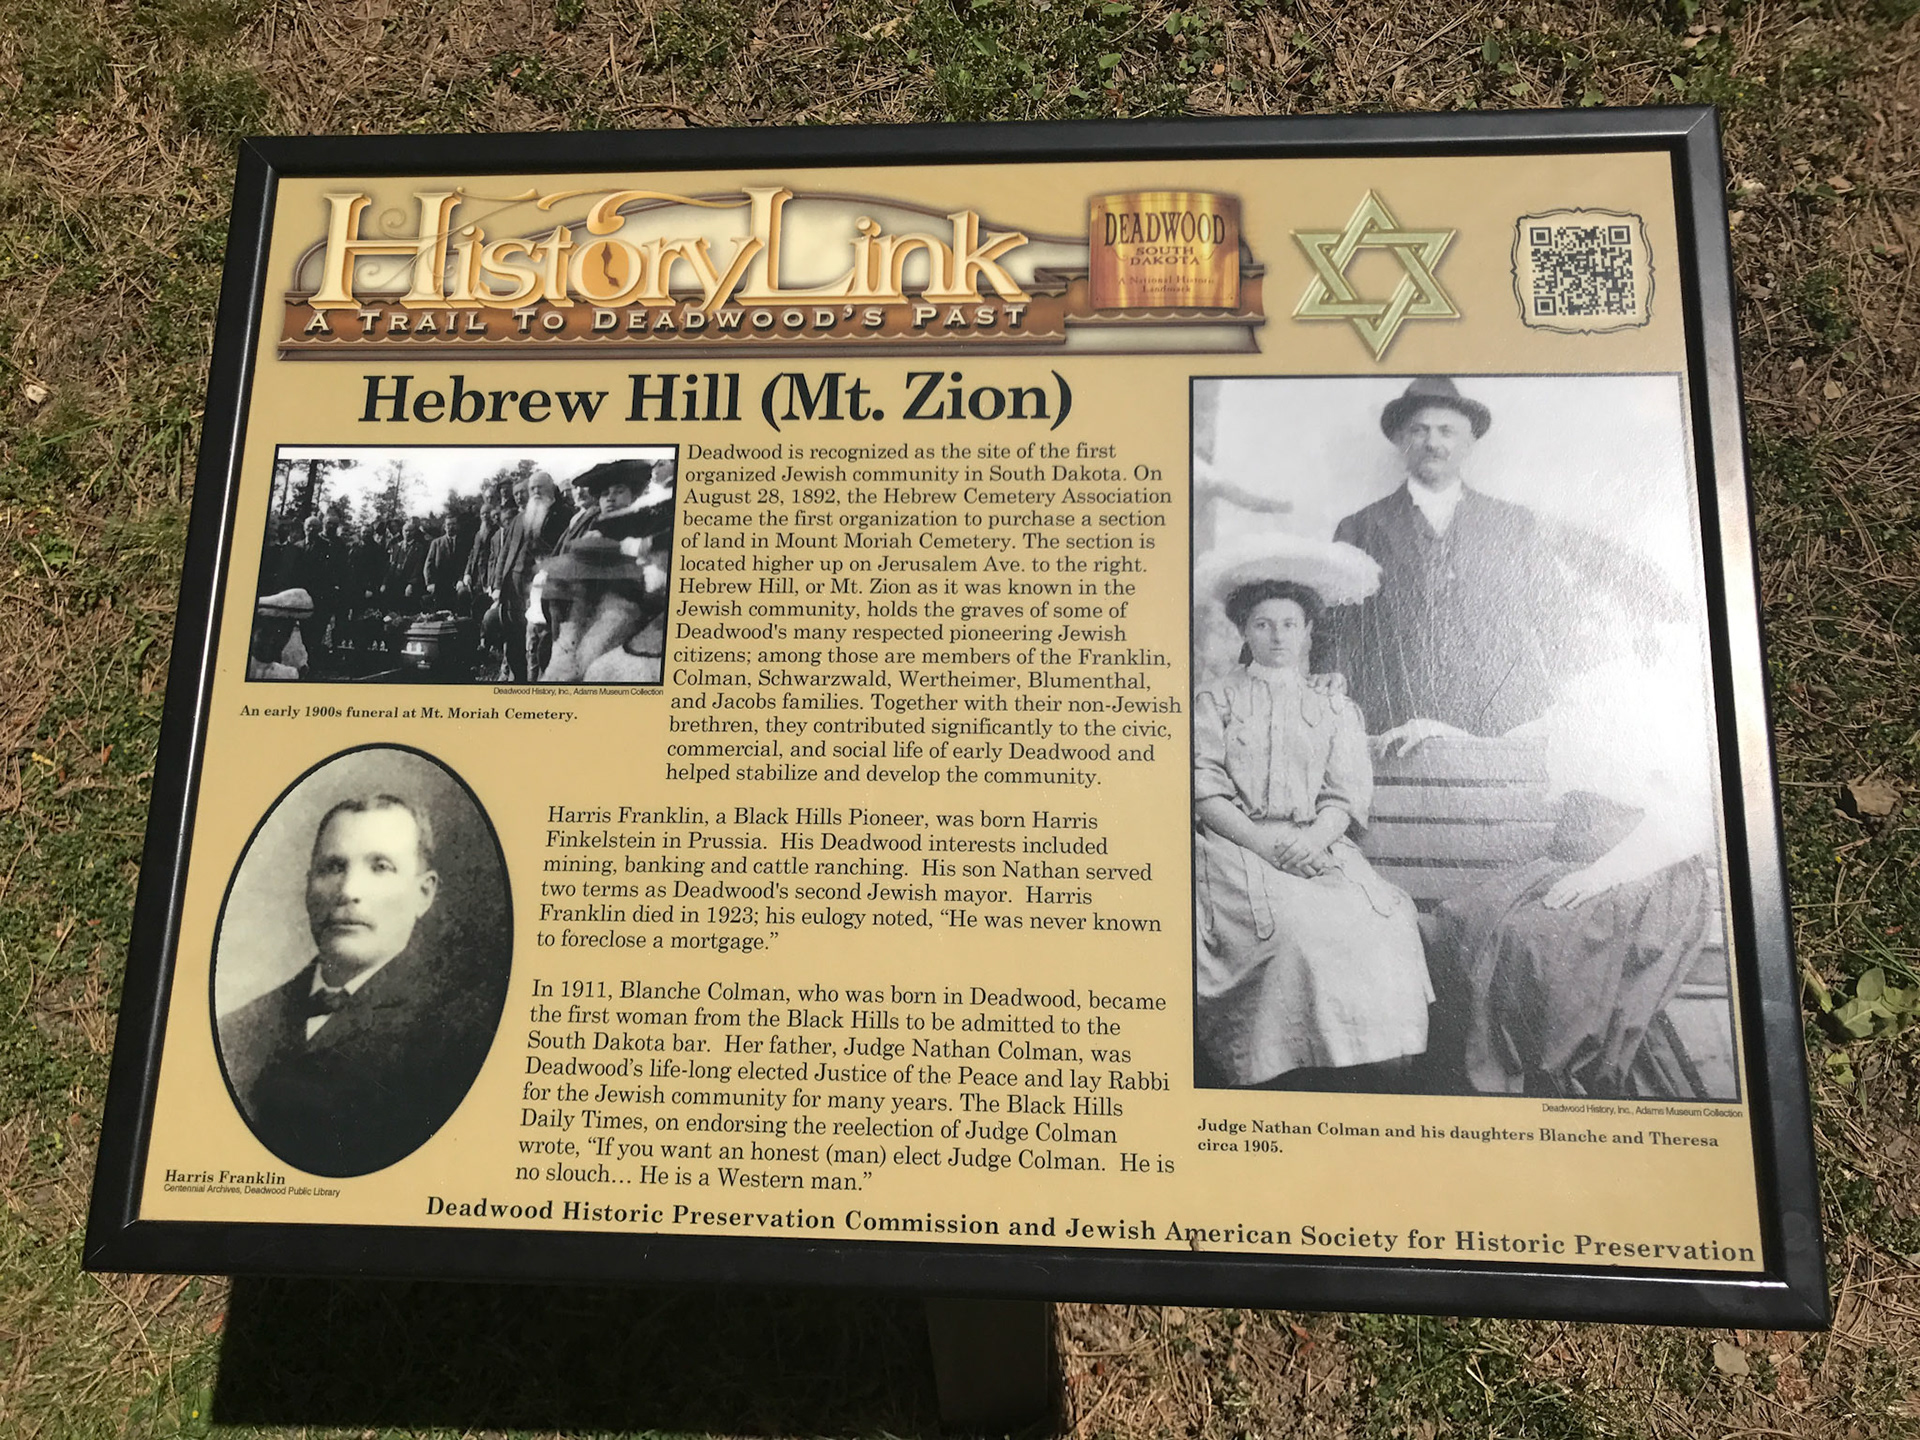 HistoryLink
A TRAIL TO DEADWOOD'S PAST
DEADWOOD
SOUTH
DAKOTA
A National Historic
Landmark
Hebrew Hill (Mt. Zion)
Deadwood is recognized as the site of the first
organized Jewish community in South Dakota. On
August 28, 1892, the Hebrew Cemetery Association
became the first organization to purchase a section
of land in Mount Moriah Cemetery. The section is
located higher up on Jerusalem Ave. to the right.
Hebrew Hill, or Mt. Zion as it was known in the
Jewish community, holds the graves of some of
Deadwood's many respected pioneering Jewish
citizens; among those are members of the Franklin,
Colman, Schwarzwald, Wertheimer, Blumenthal,
and Jacobs families. Together with their non-Jewish
brethren, they contributed significantly to the civic,
commercial, and social life of early Deadwood and
helped stabilize and develop the community.
Deadwood History, Inc., Adams Museum Collection
An early 1900s funeral at Mt. Moriah Cemetery.
Harris Franklin, a Black Hills Pioneer, was born Harris
Finkelstein in Prussia. His Deadwood interests included
mining, banking and cattle ranching. His son Nathan served
two terms as Deadwood's second Jewish mayor. Harris
Franklin died in 1923; his eulogy noted, “He was never known
to foreclose a mortgage.”
In 1911, Blanche Colman, who was born in Deadwood, became
the first woman from the Black Hills to be admitted to the
South Dakota bar. Her father, Judge Nathan Colman, was
Deadwood's life-long elected Justice of the Peace and lay Rabbi
for the Jewish community for many years. The Black Hills
Daily Times, on endorsing the reelection of Judge Colman
wrote, “If you want an honest (man) elect Judge Colman. He is
no slouch... He is a Western man.”
Harris Franklin
Centennial Archives, Deadwood Public Library
Deadwood History, Inc., Adams Museum Collection
Judge Nathan Colman and his daughters Blanche and Theresa
circa 1905.
Deadwood Historic Preservation Commission and Jewish American Society for Historic Preservation